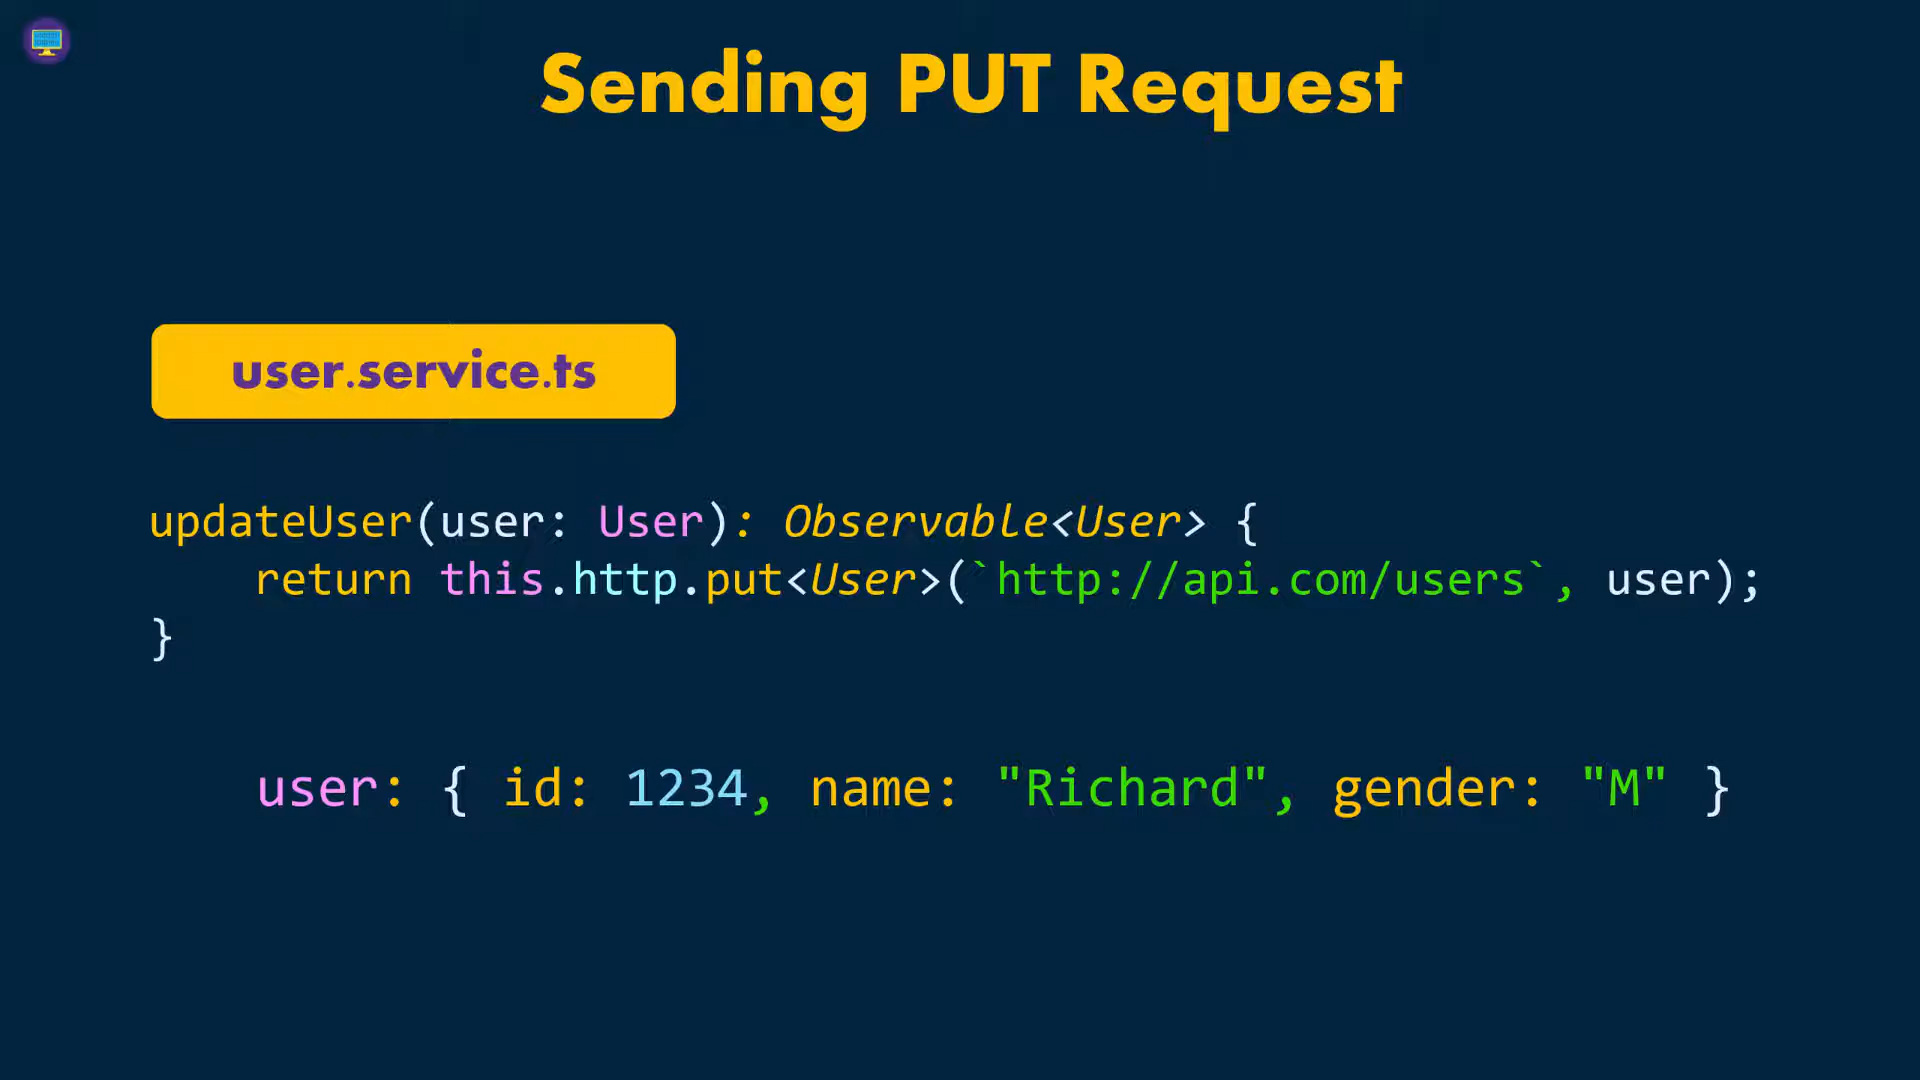 Sending PUT Request
user.service.ts
updateUser(user: User): Observable<User> {
return this.http.put<User>(`http://api.com/users`, user);
}
user: { id: 1234, name: "Richard", gender: "M" }